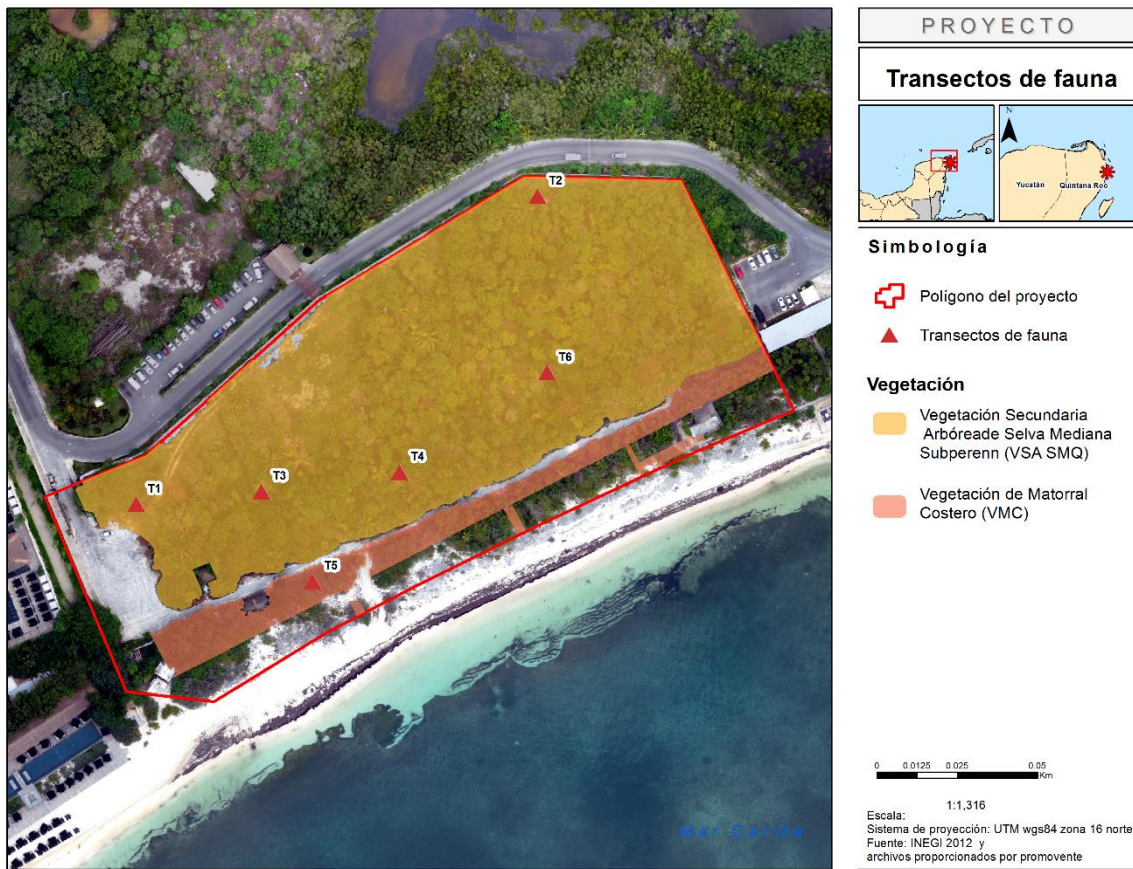 PROYECTO
Transectos de fauna
N
Yucatán
Quintana Roo
Simbología
Polígono del proyecto
Transectos de fauna
Vegetación
Vegetación Secundaria
Arbóreade Selva Mediana
Subperenn (VSA SMQ)
Vegetación de Matorral
Costero (VMC)
0 0.0125 0.025 0.05
Km
1:1,316
Escala:
Sistema de proyección: UTM wgs84 zona 16 norte
Fuente: INEGI 2012 y
archivos proporcionados por promovente
T2
T6
T4
T3
T1
T5
Mar Caribe